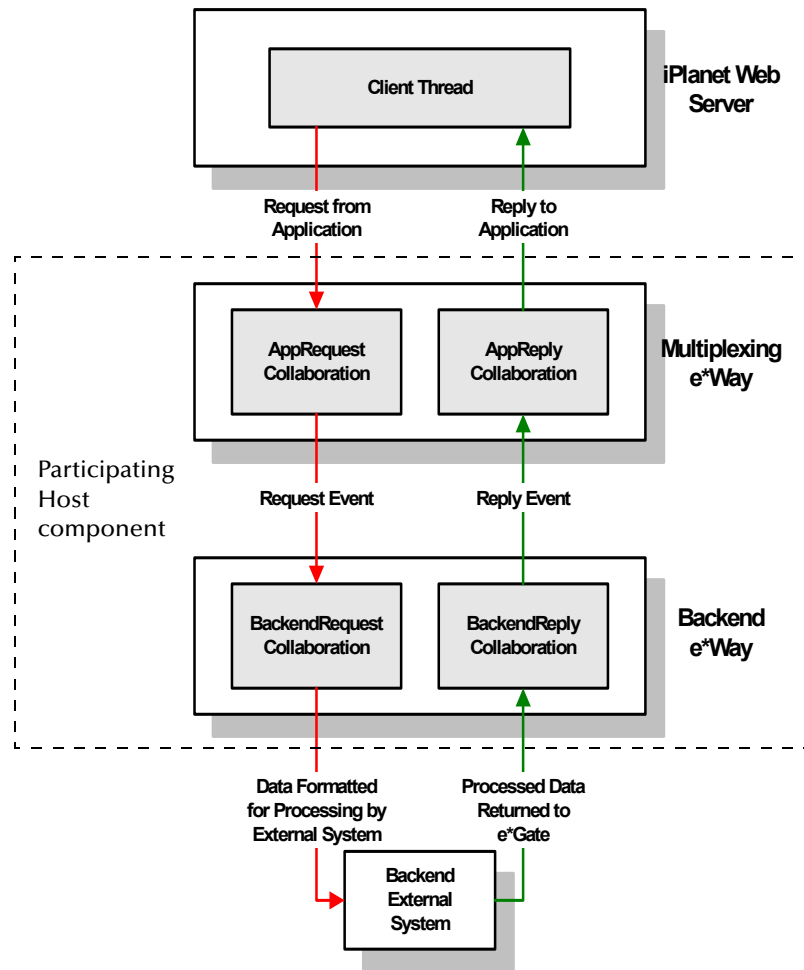 Client Thread
iPlanet Web
Server
Request from
Application
Reply to
Application
AppRequest
Collaboration
AppReply
Collaboration
Multiplexing
e*Way
Participating
Host
component
Request Event
Reply Event
BackendRequest
Collaboration
BackendReply
Collaboration
Backend
e*Way
Data Formatted
for Processing by
External System
Processed Data
Returned to
e*Gate
Backend
External
System